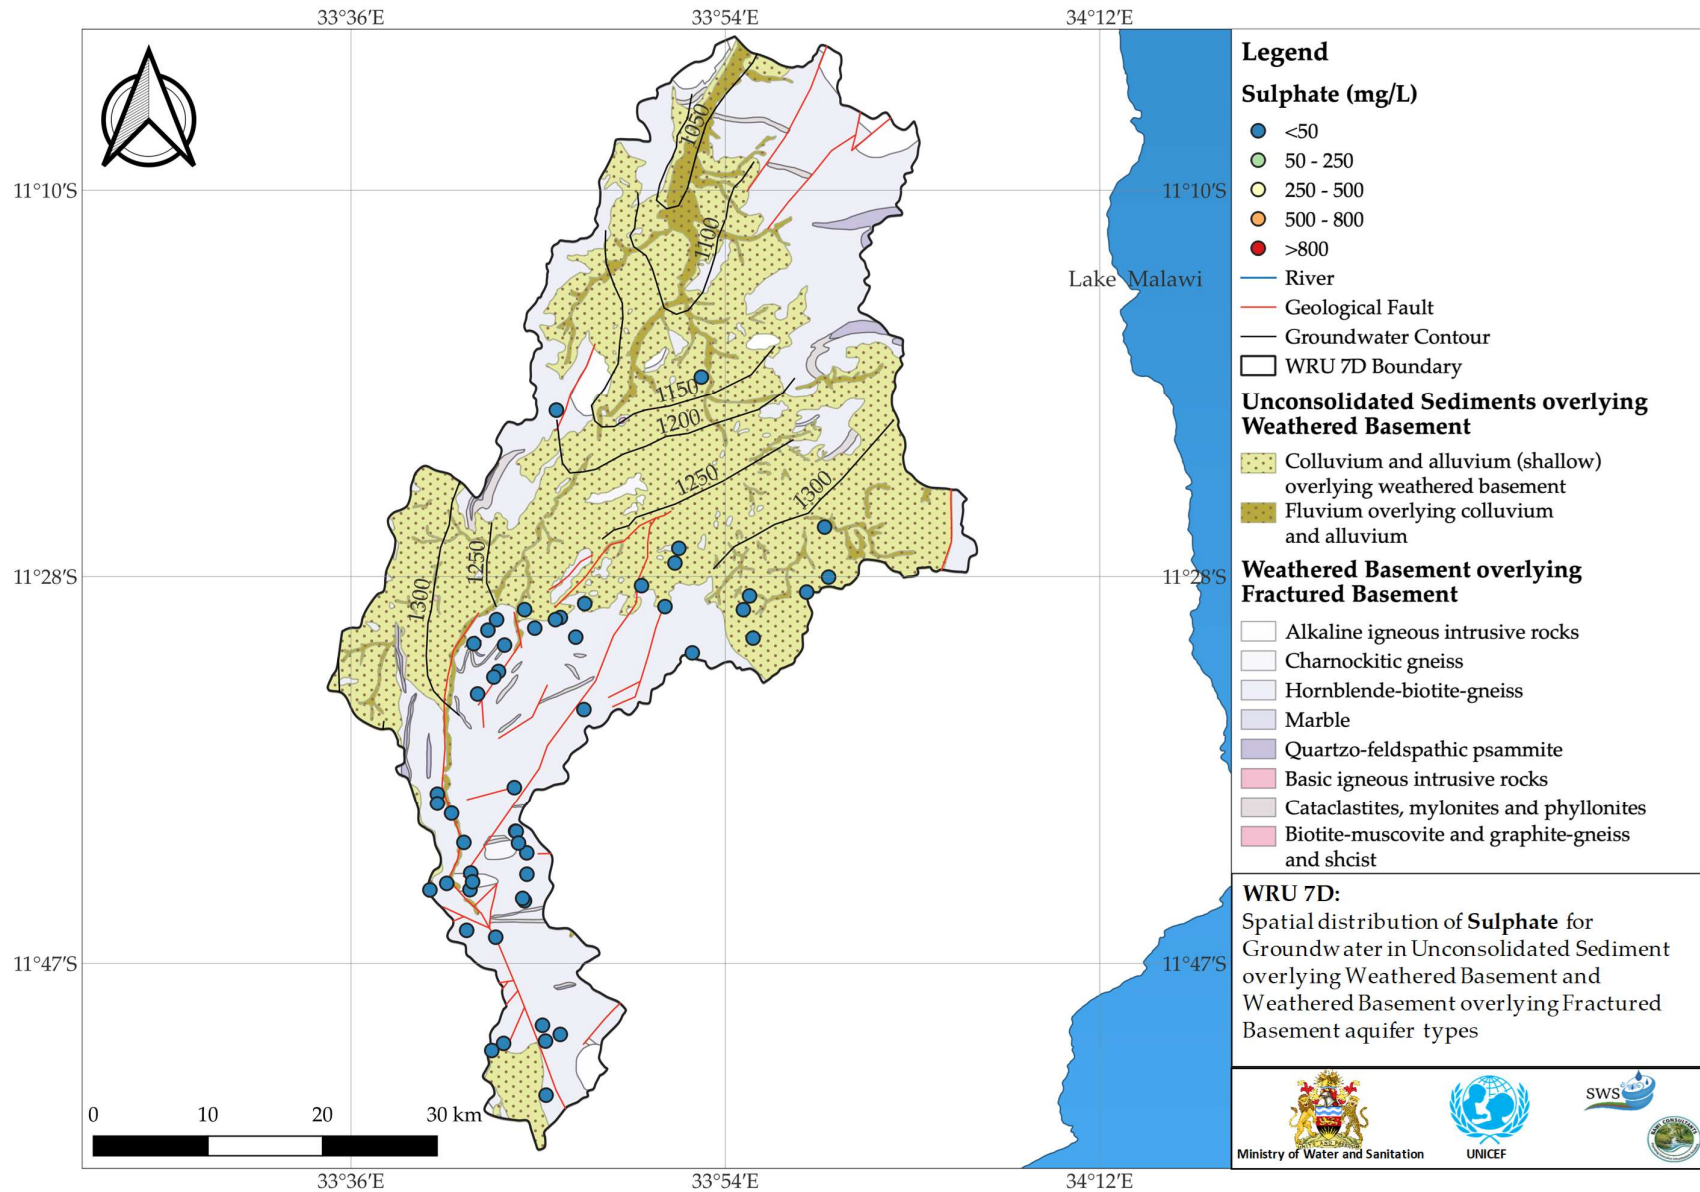 33°36′E
33°54′E
34°12′E
11°10′S
11°10′S
11°28′S
11°28′S
11°47′S
11°47′S
33°36′E
33°54′E
34°12′E
1050
1100
1150
1200
1250
1300
1250
1300
Lake Malawi
0
10
20
30 km
Legend
Sulphate (mg/L)
<50
50 - 250
250 - 500
500 - 800
>800
River
Geological Fault
Groundwater Contour
WRU 7D Boundary
Unconsolidated Sediments overlying
Weathered Basement
Colluvium and alluvium (shallow)
overlying weathered basement
Fluvium overlying colluvium
and alluvium
Weathered Basement overlying
Fractured Basement
Alkaline igneous intrusive rocks
Charnockitic gneiss
Hornblende-biotite-gneiss
Marble
Quartzo-feldspathic psammite
Basic igneous intrusive rocks
Cataclastites, mylonites and phyllonites
Biotite-muscovite and graphite-gneiss
and shcist
WRU 7D:
Spatial distribution of Sulphate for
Groundwater in Unconsolidated Sediment
overlying Weathered Basement and
Weathered Basement overlying Fractured
Basement aquifer types
Ministry of Water and Sanitation
UNICEF
SWS